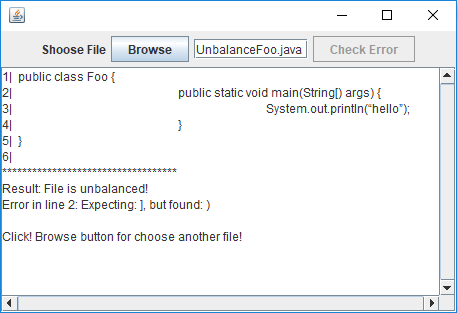 Shoose File Browse UnbalanceFoo.java Check Error
1| public class Foo {
2| public static void main(String[) args) {
3| System.out.println(“hello”);
4| }
5| }
6|
***********************************
Result: File is unbalanced!
Error in line 2: Expecting: ], but found: )
Click! Browse button for choose another file!